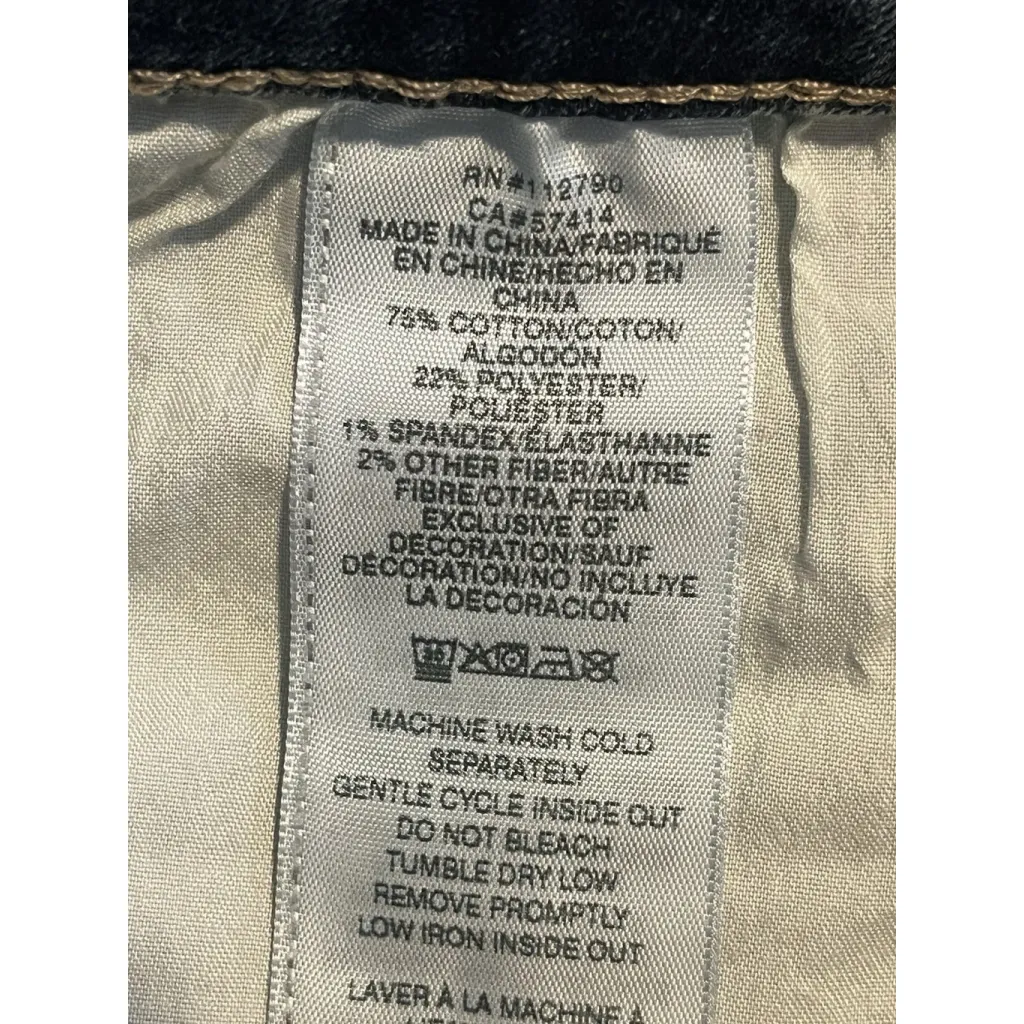 RN#112790
CA#57414
MADE IN CHINA/FABRIQUÉ
EN CHINE/HECHO EN
CHINA
75% COTTON/COTON/
ALGODÓN
22% POLYESTER/
POLIÉSTER
1% SPANDEX/ÉLASTHANNE
2% OTHER FIBER/AUTRE
FIBRE/OTRA FIBRA
EXCLUSIVE OF
DECORATION/SAUF
DÉCORATION/NO INCLUYE
LA DECORACIÓN
30
MACHINE WASH COLD
SEPARATELY
GENTLE CYCLE INSIDE OUT
DO NOT BLEACH
TUMBLE DRY LOW
REMOVE PROMPTLY
LOW IRON INSIDE OUT
LAVER À LA MACHINE À